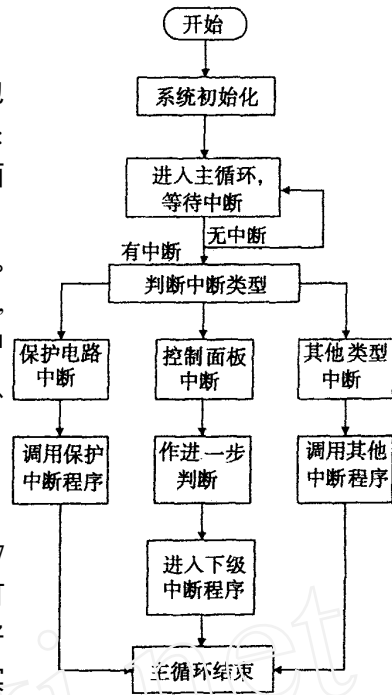 开始
系统初始化
进入主循环，
等待中断
无中断
有中断
判断中断类型
保护电路
中断
控制面板
中断
其他类型
中断
调用保护
中断程序
作进一步
判断
调用其他
中断程序
进入下级
中断程序
主循环结束